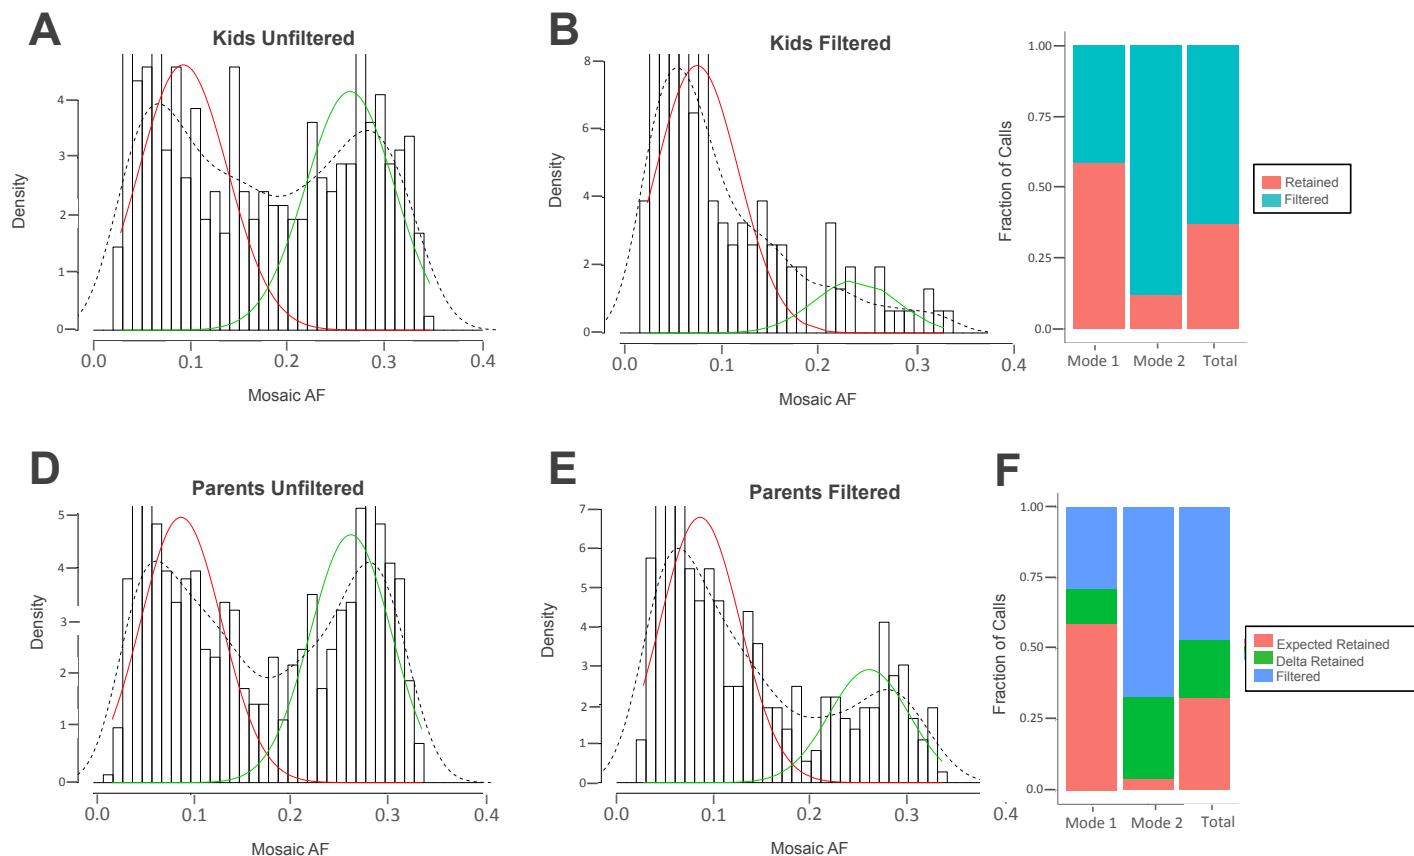 A
Kids Unfiltered
4
3
2
1
0
Density
0.0 0.1 0.2 0.3 0.4
Mosaic AF
B
Kids Filtered
8
6
4
2
0
Density
0.0 0.1 0.2 0.3 0.4
Mosaic AF
1.00
0.75
0.50
0.25
0.0
Fraction of Calls
Mode 1 Mode 2 Total
Retained
Filtered
D
Parents Unfiltered
5
4
3
2
1
0
Density
0.0 0.1 0.2 0.3 0.4
Mosaic AF
E
Parents Filtered
7
6
5
4
3
2
1
0
Density
0.0 0.1 0.2 0.3 0.4
Mosaic AF
F
1.00
0.75
0.50
0.25
0.0
Fraction of Calls
Mode 1 Mode 2 Total
Expected Retained
Delta Retained
Filtered